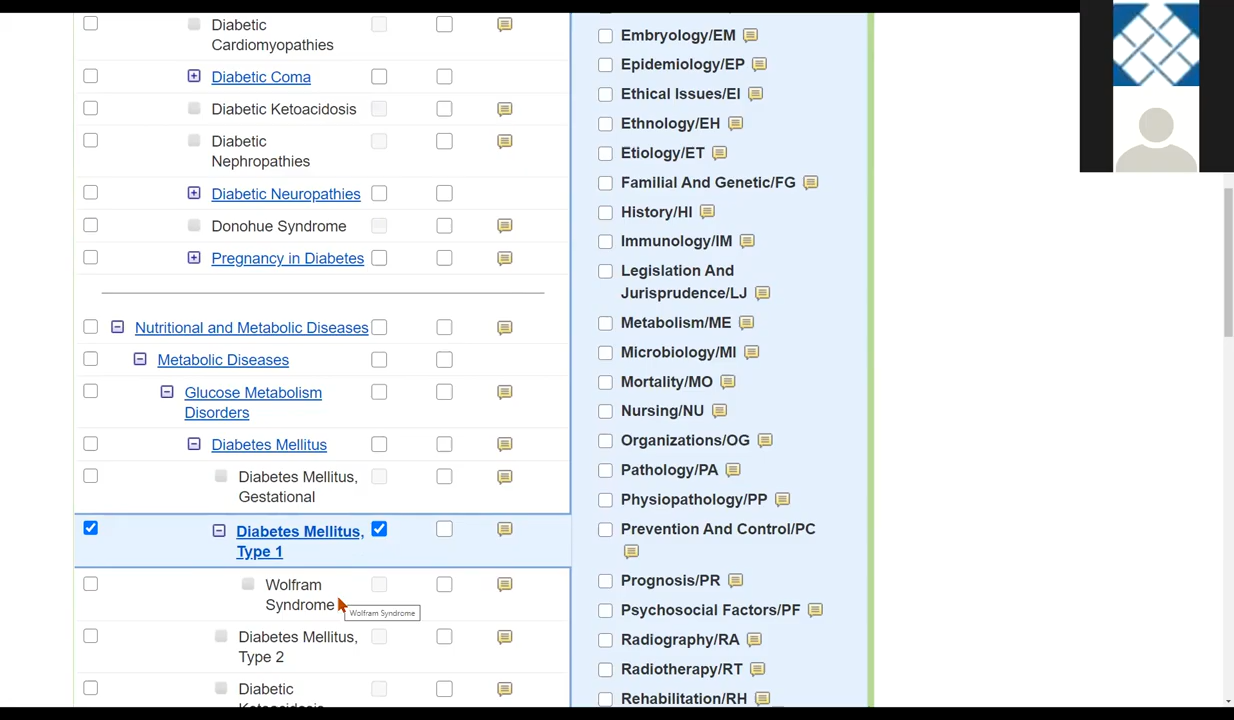 Diabetic
Cardiomyopathies
Diabetic Coma
Diabetic Ketoacidosis
Diabetic
Nephropathies
Diabetic Neuropathies
Donohue Syndrome
Pregnancy in Diabetes
Nutritional and Metabolic Diseases
Metabolic Diseases
Glucose Metabolism
Disorders
Diabetes Mellitus
Diabetes Mellitus,
Gestational
Diabetes Mellitus,
Type 1
Wolfram
Syndrome
Wolfram Syndrome
Diabetes Mellitus,
Type 2
Diabetic
Ketoacidosis
Embryology/EM
Epidemiology/EP
Ethical Issues/EI
Ethnology/EH
Etiology/ET
Familial And Genetic/FG
History/HI
Immunology/IM
Legislation And
Jurisprudence/LJ
Metabolism/ME
Microbiology/MI
Mortality/MO
Nursing/NU
Organizations/OG
Pathology/PA
Physiopathology/PP
Prevention And Control/PC
Prognosis/PR
Psychosocial Factors/PF
Radiography/RA
Radiotherapy/RT
Rehabilitation/RH